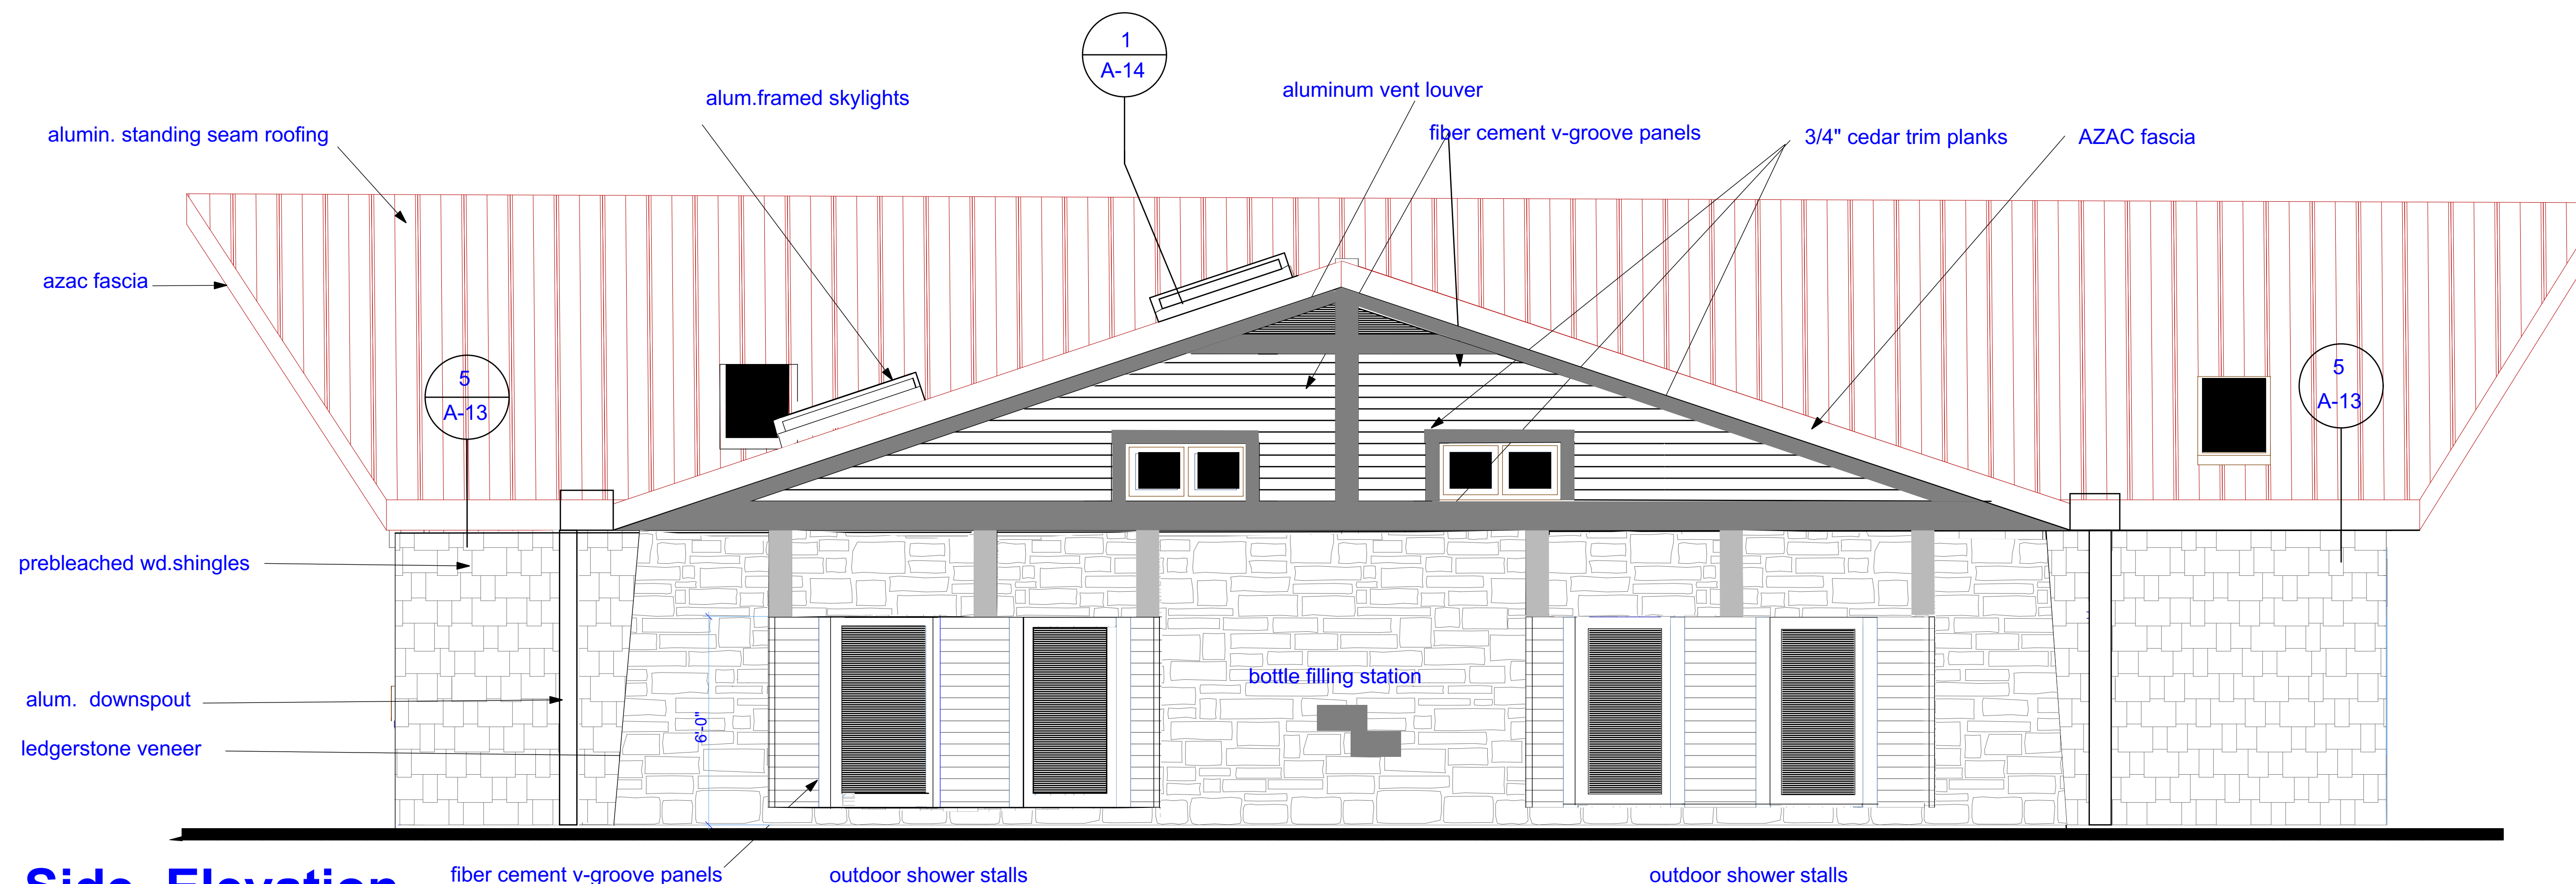 1
A-14
alum.framed skylights
aluminum vent louver
alumin. standing seam roofing
fiber cement v-groove panels
3/4" cedar trim planks
AZAC fascia
azac fascia
5
A-13
5
A-13
prebleached wd.shingles
bottle filling station
alum. downspout
6'-0"
ledgerstone veneer
Side Elevation
fiber cement v-groove panels
outdoor shower stalls
outdoor shower stalls